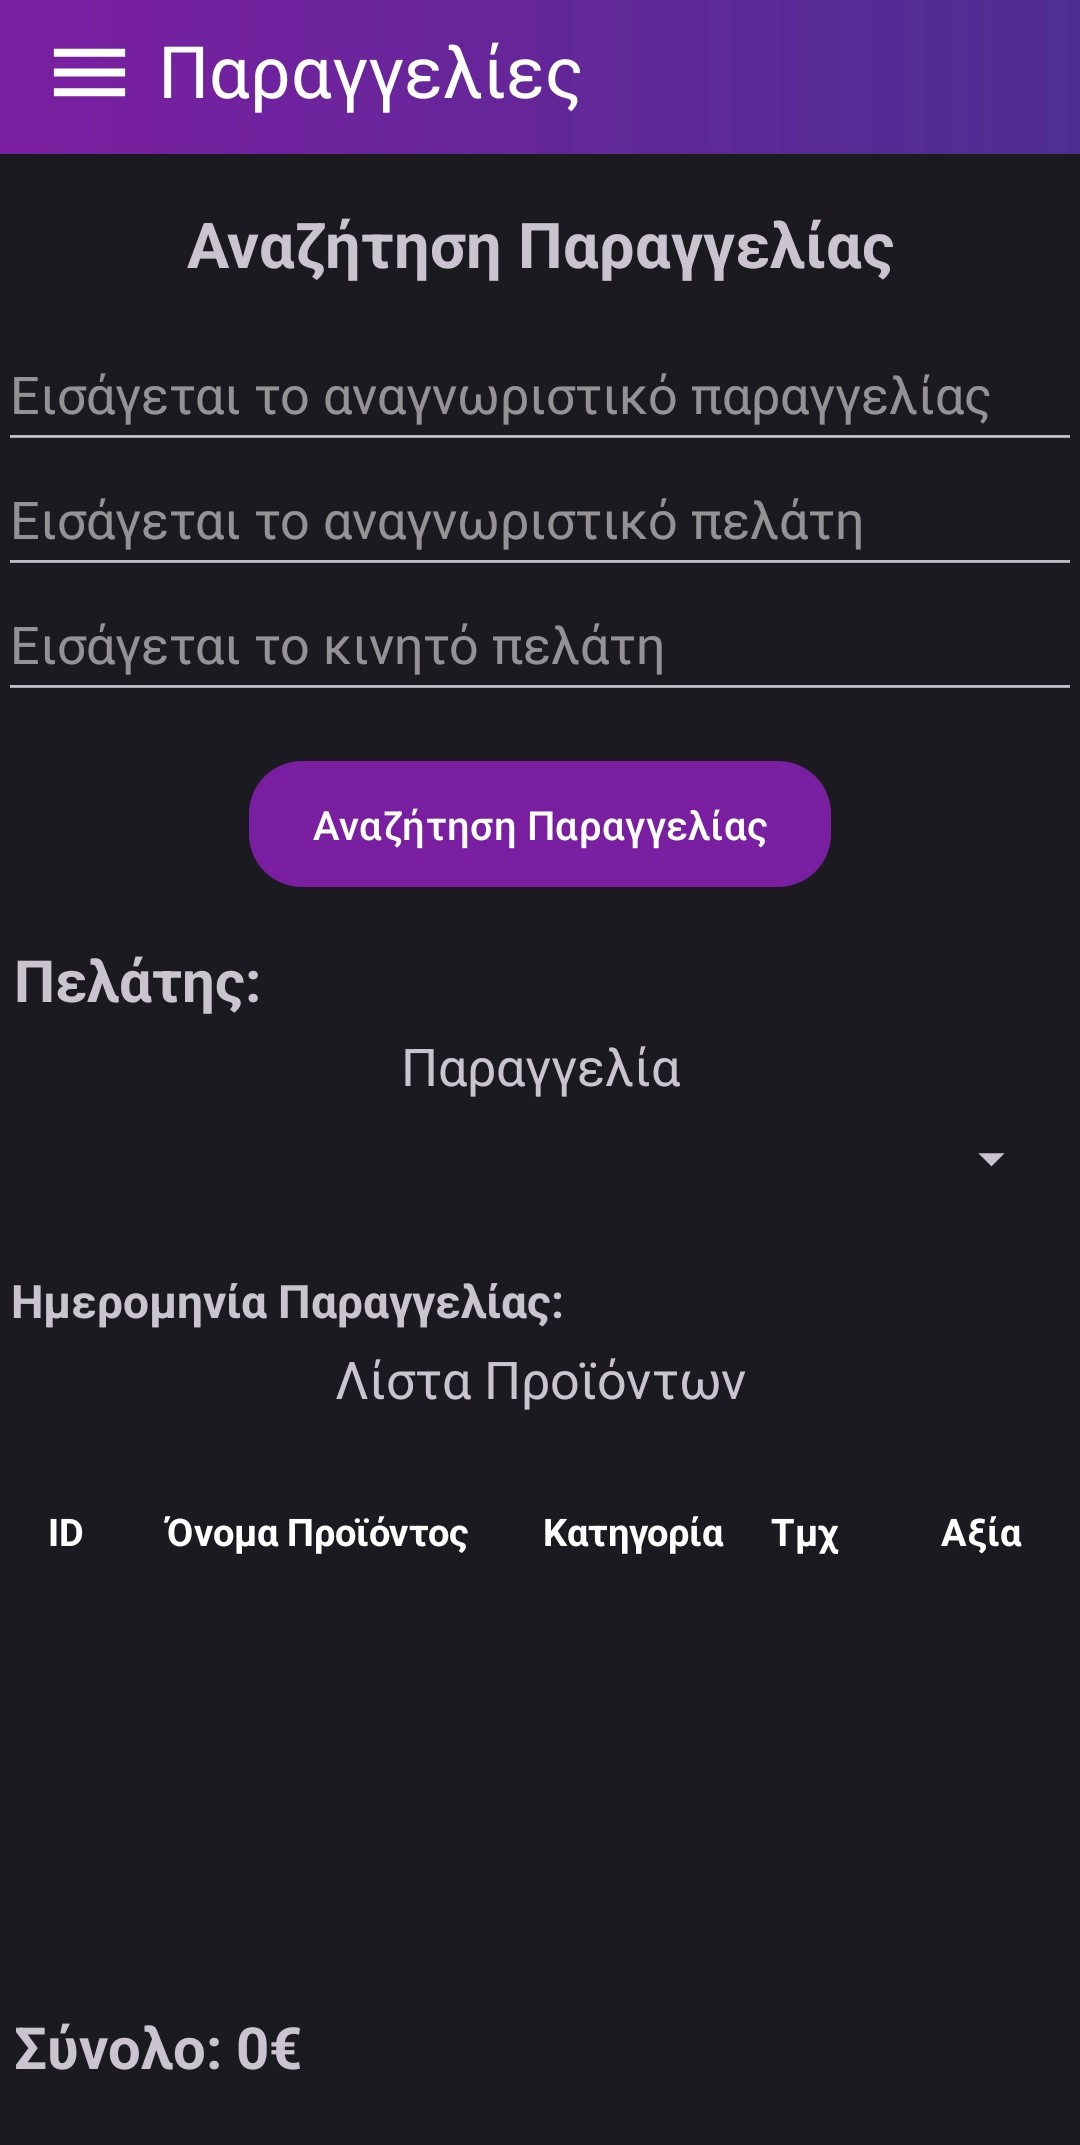 Παραγγελίες
Αναζήτηση Παραγγελίας
Εισάγεται το αναγνωριστικό παραγγελίας
Εισάγεται το αναγνωριστικό πελάτη
Εισάγεται το κινητό πελάτη
Αναζήτηση Παραγγελίας
Πελάτης:
Παραγγελία
Ημερομηνία Παραγγελίας:
Λίστα Προϊόντων
ID Όνομα Προϊόντος Κατηγορία Τμχ Αξία
Σύνολο: 0€